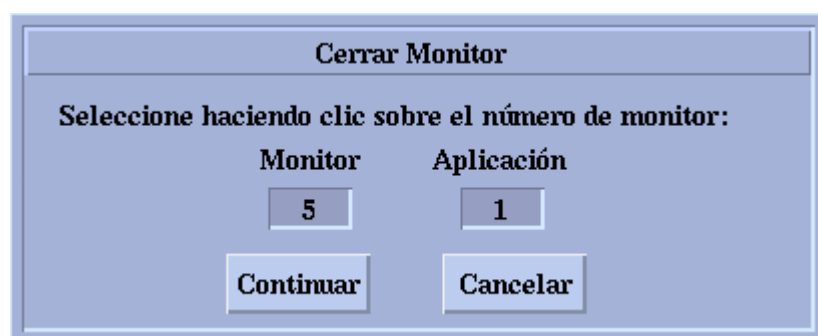 Cerrar Monitor
Seleccione haciendo clic sobre el número de monitor:
Monitor Aplicación
5 1
Continuar Cancelar